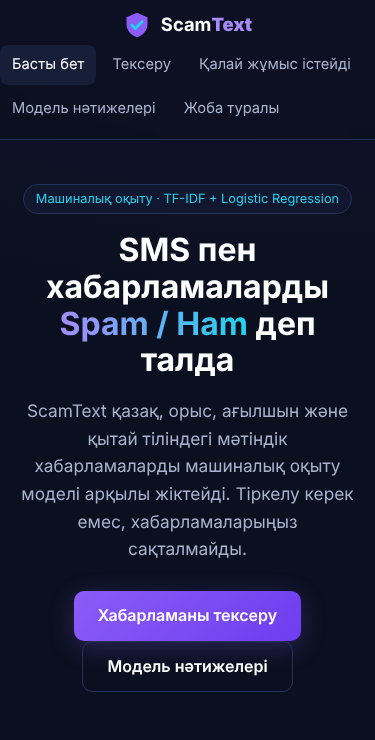 ScamText
Басты бет Тексеру Қалай жұмыс істейді
Модель нәтижелері Жоба туралы
Машиналық оқыту · TF-IDF + Logistic Regression
SMS пен
хабарламаларды
Spam / Ham деп
талда
ScamText қазақ, орыс, ағылшын және
қытай тіліндегі мәтіндік
хабарламаларды машиналық оқыту
моделі арқылы жіктейді. Тіркелу керек
емес, хабарламаларыңыз
сақталмайды.
Хабарламаны тексеру
Модель нәтижелері